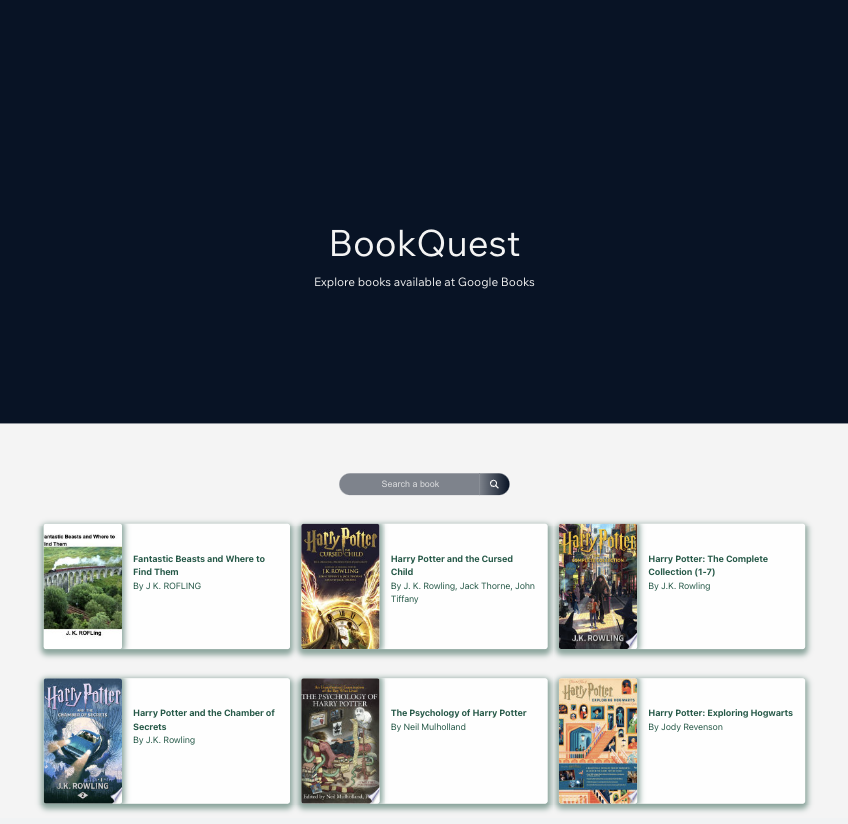 BookQuest
Explore books available at Google Books
Search a book
antastic Beasts and Where to
ind Them
J. K. ROFLing
Fantastic Beasts and Where to
Find Them
By J K ROFLING
Harry Potter
AND THE
CURSED CHILD
J.K. ROWLING
Harry Potter and the Cursed
Child
By J. K. Rowling, Jack Thorne, John
Tiffany
Harry Potter
COMPLETE COLLECTION
J.K. ROWLING
Harry Potter: The Complete
Collection (1-7)
By J.K. Rowling
Harry Potter
AND THE
CHAMBER OF SECRETS
J.K. ROWLING
2
Harry Potter and the Chamber of
Secrets
By J.K. Rowling
THE PSYCHOLOGY OF
HARRY POTTER
Edited by Neil Mulholland, P
The Psychology of Harry Potter
By Neil Mulholland
Harry Potter
EXPLORING HOGWARTS
Harry Potter: Exploring Hogwarts
By Jody Revenson